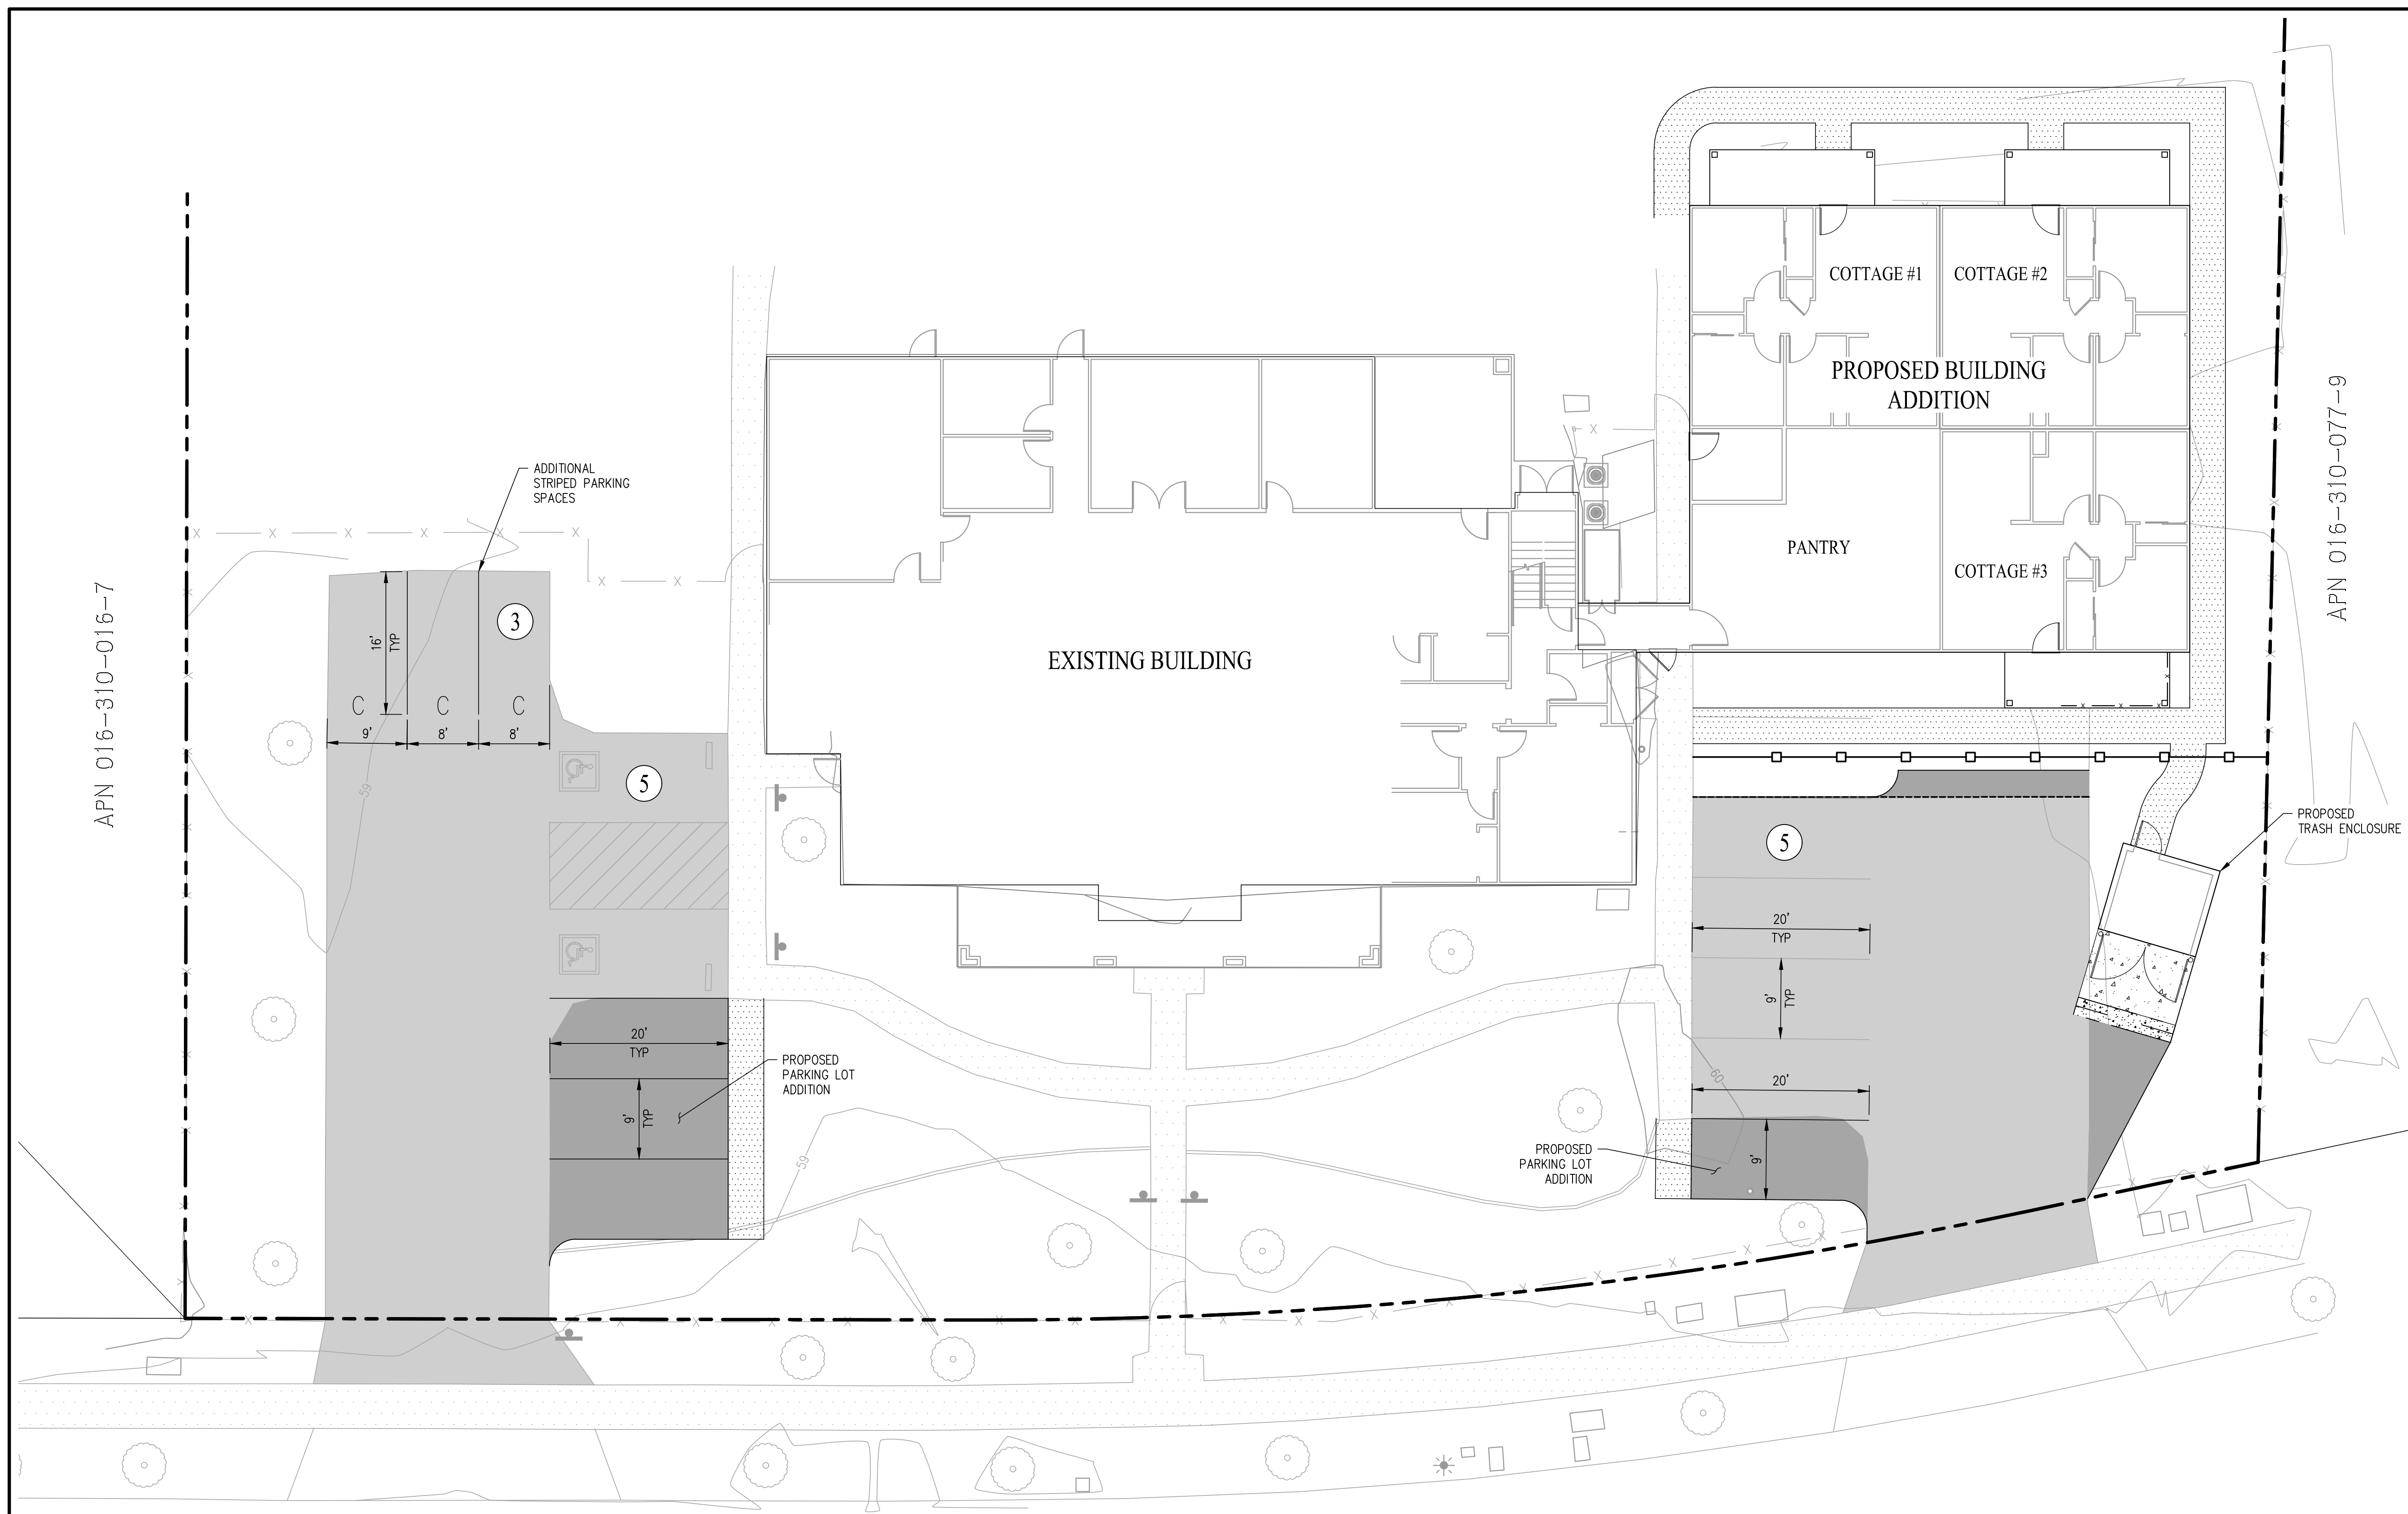 COTTAGE #1
COTTAGE #2
PROPOSED BUILDING
ADDITION
APN 016-310-077-9
ADDITIONAL
STRIPED PARKING
SPACES
PANTRY
COTTAGE #3
APN 016-310-016-7
3
16'
TYP
EXISTING BUILDING
C
C
C
9'
8'
8'
59
5
5
PROPOSED
TRASH ENCLOSURE
20'
TYP
9'
TYP
20'
TYP
PROPOSED
PARKING LOT
ADDITION
9'
TYP
60
20'
59
PROPOSED
PARKING LOT
ADDITION
9'